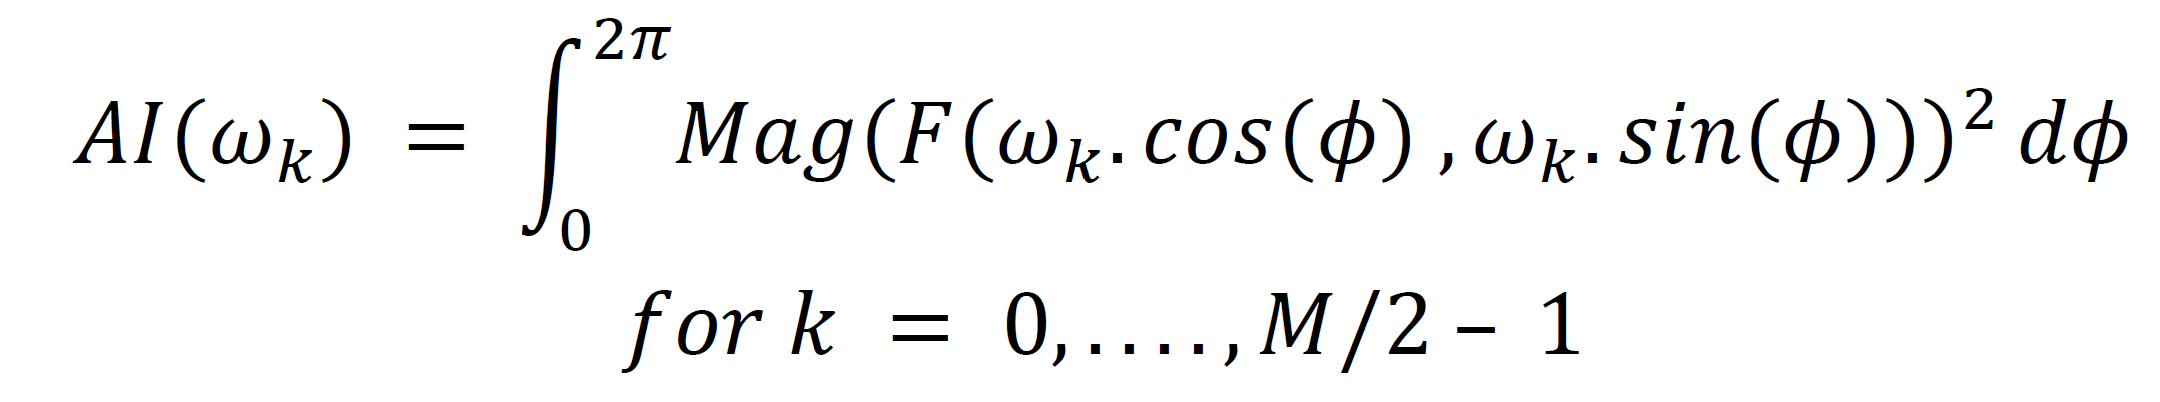 AI(ω_k) = ∫_0^{2π} Mag(F(ω_k.cos(ϕ) ,ω_k.sin(ϕ)))^2 dϕ
for k = 0,....,M/2 – 1